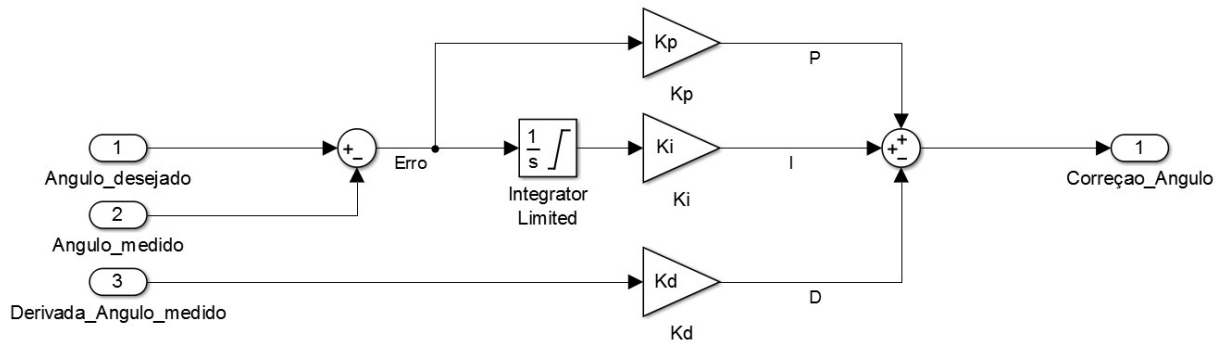 Kp
P
Kp
1
Angulo_desejado
+
−
Erro
1
s
Integrator
Limited
Ki
I
Ki
+
+
−
1
Correçao_Angulo
2
Angulo_medido
3
Derivada_Angulo_medido
Kd
D
Kd